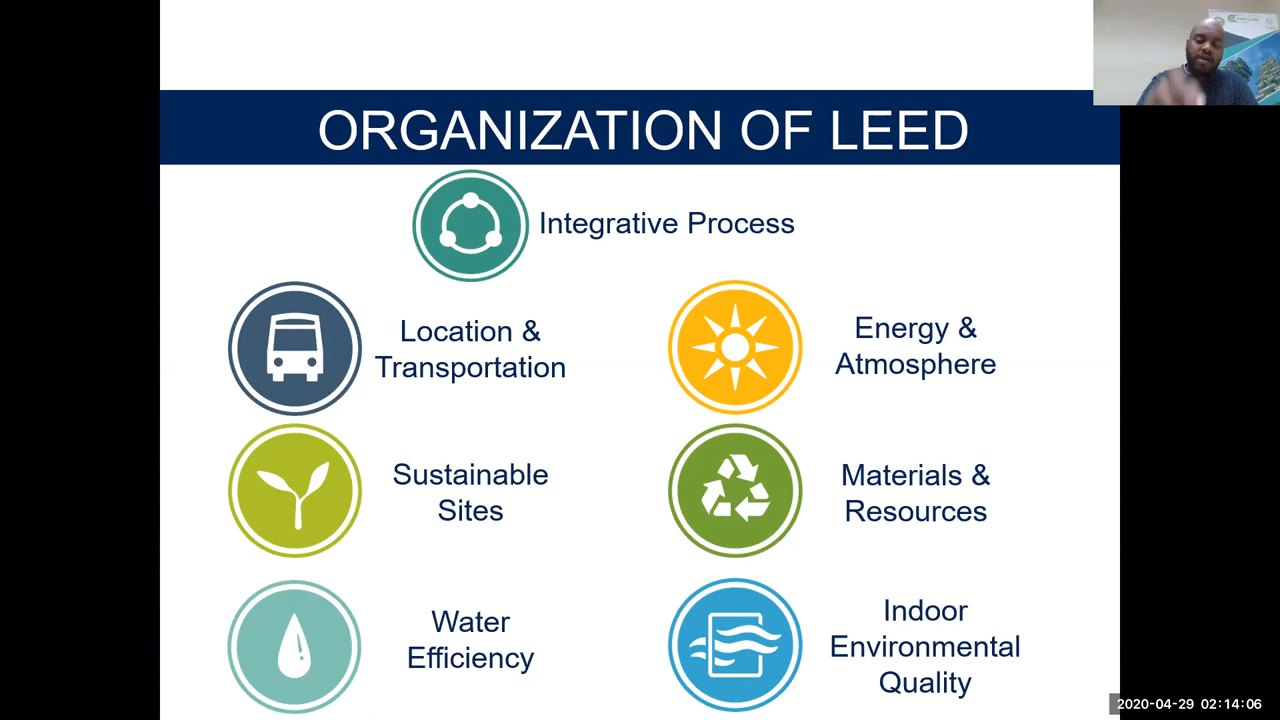 ORGANIZATION OF LEED
Integrative Process
Location &
Transportation
Energy &
Atmosphere
Sustainable
Sites
Materials &
Resources
Water
Efficiency
Indoor
Environmental
Quality
2020-04-29 02:14:06